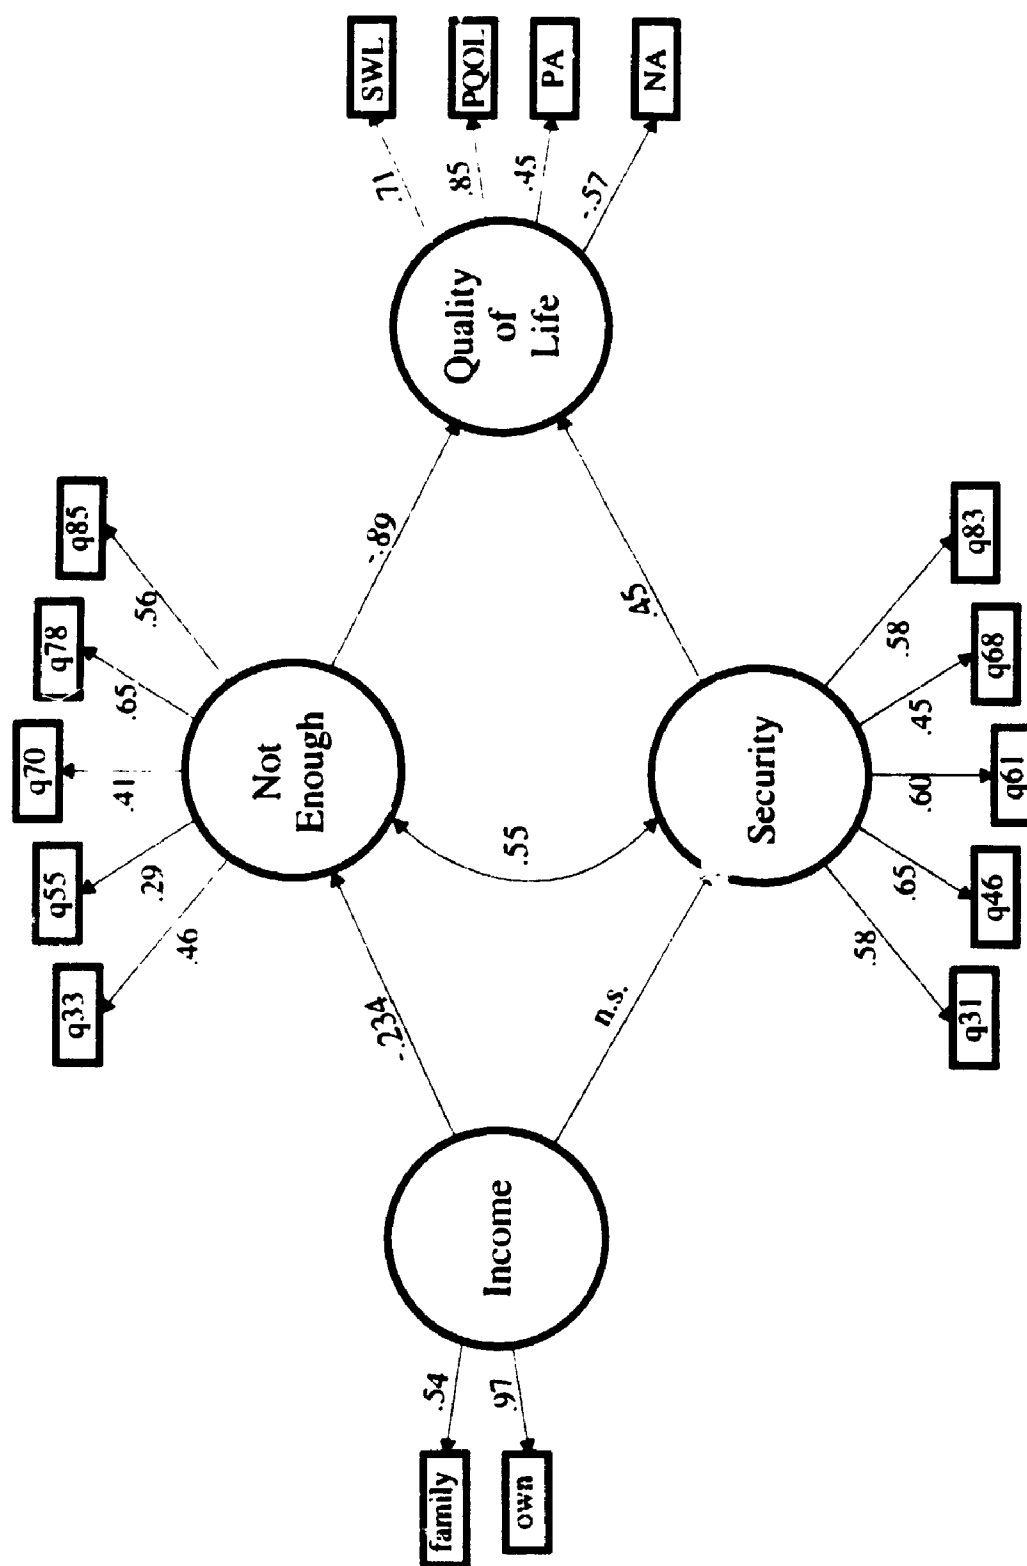 q33
q55
q70
q78
q85
.46
.29
.41
.65
.56
Not
Enough
-.234
-.89
SWL
PQOL
PA
NA
.71
.85
.45
-.57
family
own
.54
.97
Income
.55
Quality
of
Life
n.s.
.45
Security
.58
.65
.60
.45
.58
q31
q46
q61
q68
q83